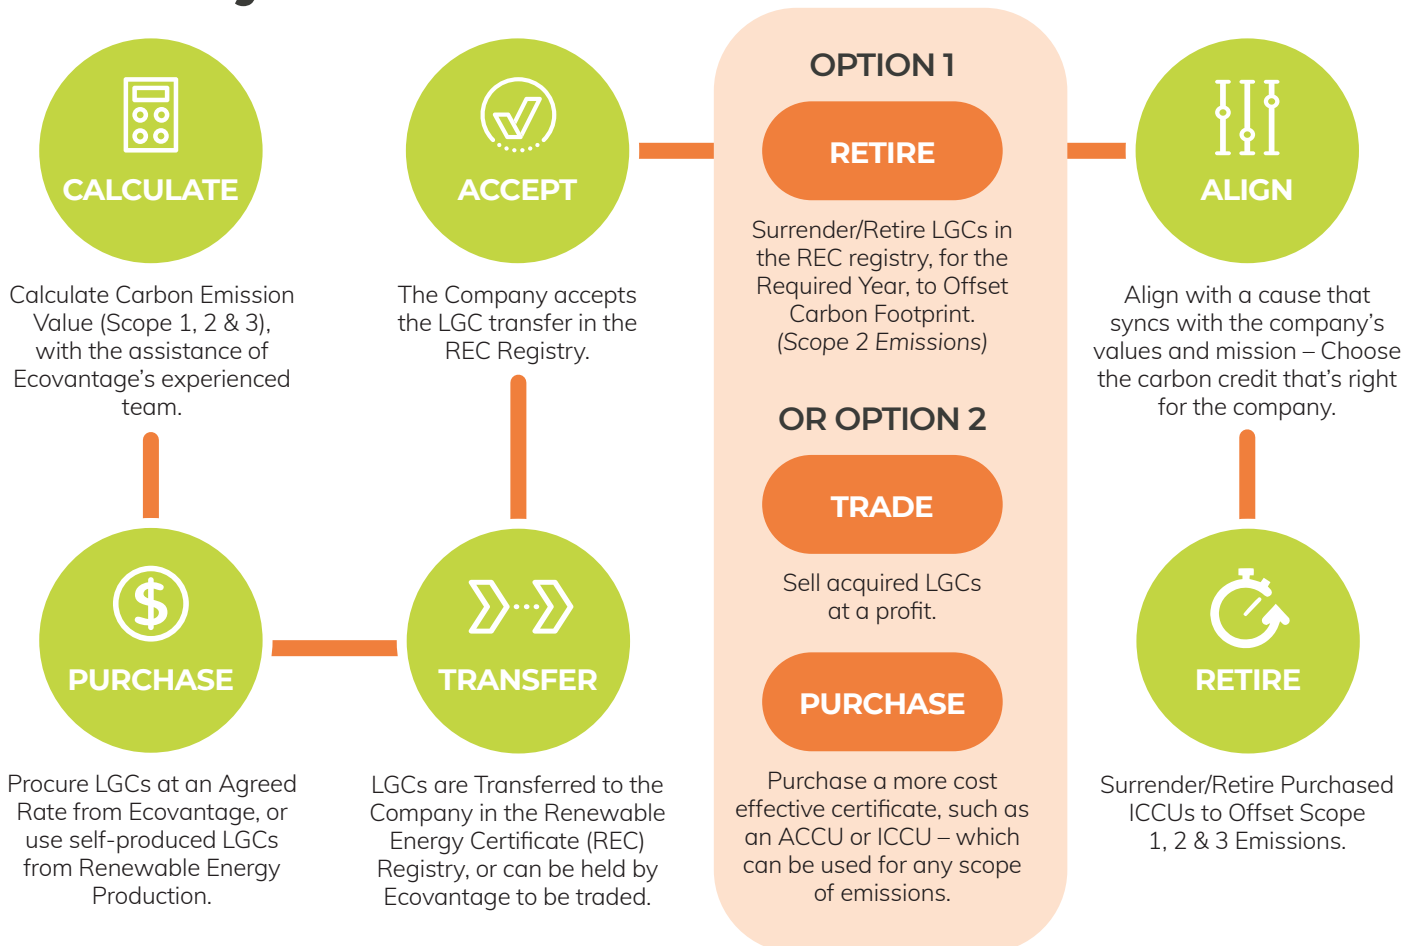 CALCULATE
Calculate Carbon Emission
Value (Scope 1, 2 & 3),
with the assistance of
Ecovantage’s experienced
team.
PURCHASE
Procure LGCs at an Agreed
Rate from Ecovantage, or
use self-produced LGCs
from Renewable Energy
Production.
TRANSFER
LGCs are Transferred to the
Company in the Renewable
Energy Certificate (REC)
Registry, or can be held by
Ecovantage to be traded.
ACCEPT
The Company accepts
the LGC transfer in the
REC Registry.
OPTION 1
RETIRE
Surrender/Retire LGCs in
the REC registry, for the
Required Year, to Offset
Carbon Footprint.
(Scope 2 Emissions)
OR OPTION 2
TRADE
Sell acquired LGCs
at a profit.
PURCHASE
Purchase a more cost
effective certificate, such as
an ACCU or ICCU – which
can be used for any scope
of emissions.
ALIGN
Align with a cause that
syncs with the company’s
values and mission – Choose
the carbon credit that’s right
for the company.
RETIRE
Surrender/Retire Purchased
ICCUs to Offset Scope
1, 2 & 3 Emissions.